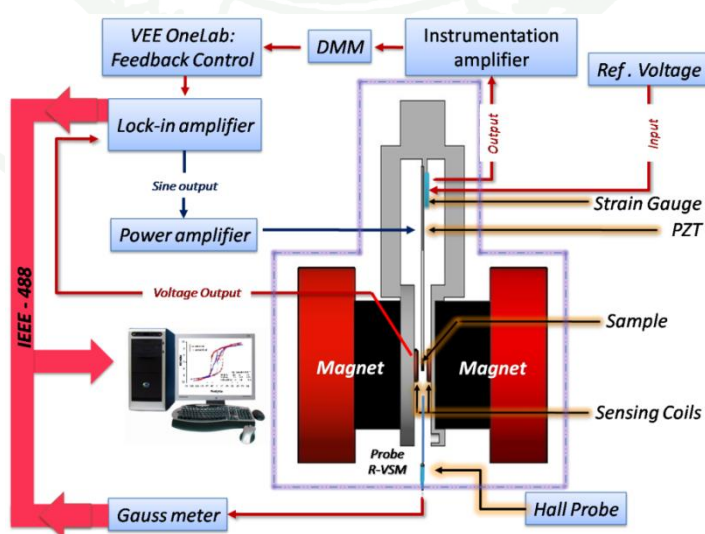 VEE OneLab:
Feedback Control
DMM
Instrumentation
amplifier
Ref . Voltage
Lock-in amplifier
Output
Input
Sine output
Strain Gauge
Power amplifier
PZT
Voltage Output
IEEE - 488
Sample
Magnet
Magnet
Sensing Coils
Probe
R-VSM
Gauss meter
Hall Probe